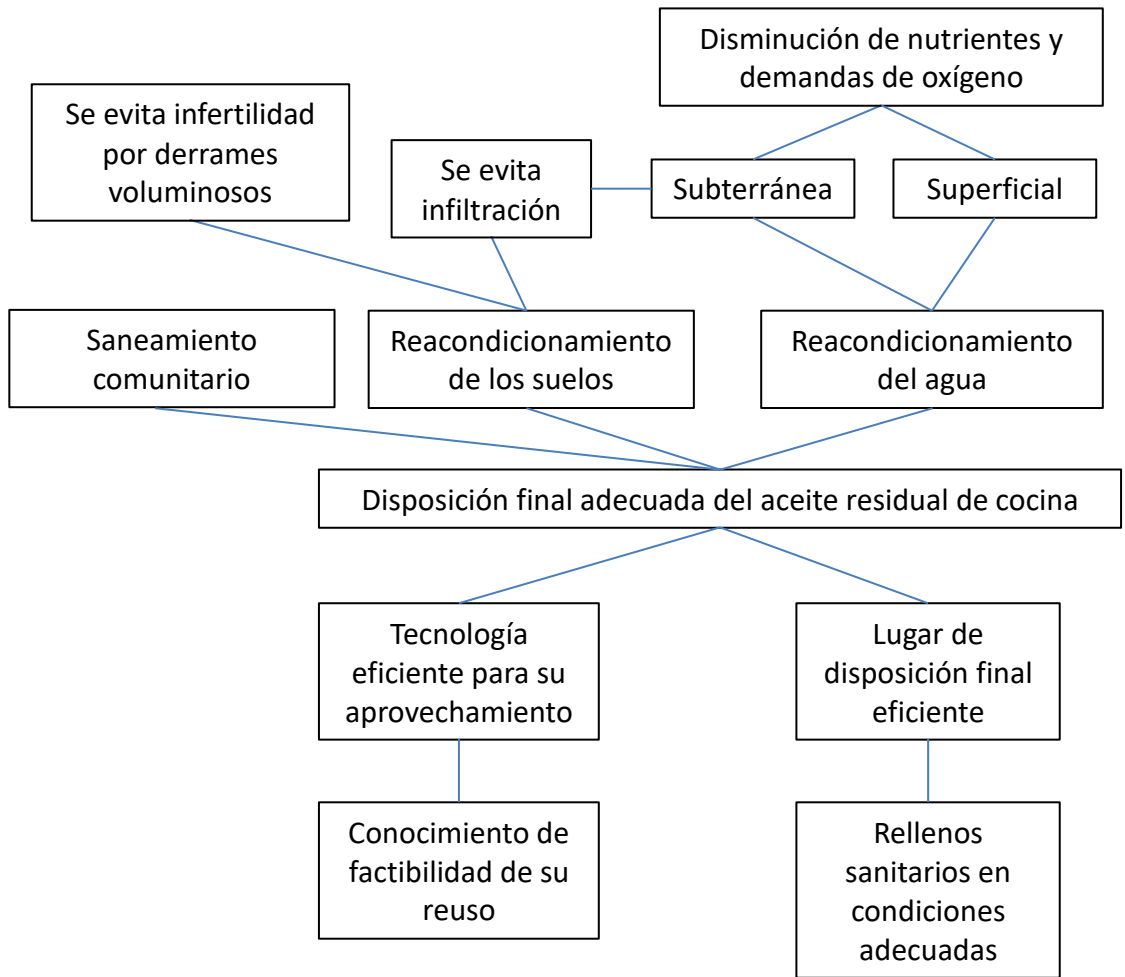 Disminución de nutrientes y
demandas de oxígeno
Se evita infertilidad
por derrames
voluminosos
Se evita
infiltración
Subterránea
Superficial
Saneamiento
comunitario
Reacondicionamiento
de los suelos
Reacondicionamiento
del agua
Disposición final adecuada del aceite residual de cocina
Tecnología
eficiente para su
aprovechamiento
Lugar de
disposición final
eficiente
Conocimiento de
factibilidad de su
reuso
Rellenos
sanitarios en
condiciones
adecuadas